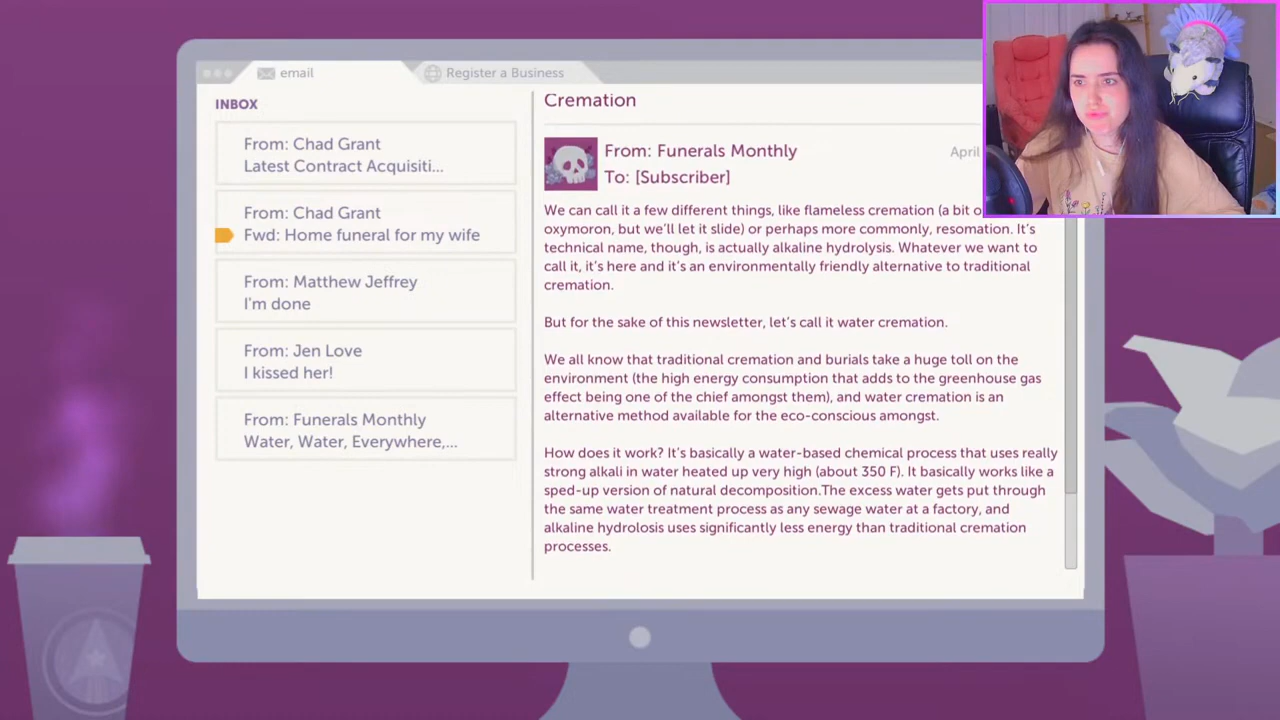 email
Register a Business
INBOX
From: Chad Grant
Latest Contract Acquisiti...
From: Chad Grant
Fwd: Home funeral for my wife
From: Matthew Jeffrey
I'm done
From: Jen Love
I kissed her!
From: Funerals Monthly
Water, Water, Everywhere,...
Cremation
From: Funerals Monthly
April
To: [Subscriber]
We can call it a few different things, like flameless cremation (a bit o
oxymoron, but we'll let it slide) or perhaps more commonly, resomation. It's
technical name, though, is actually alkaline hydrolysis. Whatever we want to
call it, it's here and it's an environmentally friendly alternative to traditional
cremation.
But for the sake of this newsletter, let's call it water cremation.
We all know that traditional cremation and burials take a huge toll on the
environment (the high energy consumption that adds to the greenhouse gas
effect being one of the chief amongst them), and water cremation is an
alternative method available for the eco-conscious amongst.
How does it work? It's basically a water-based chemical process that uses really
strong alkali in water heated up very high (about 350 F). It basically works like a
sped-up version of natural decomposition.The excess water gets put through
the same water treatment process as any sewage water at a factory, and
alkaline hydrolosis uses significantly less energy than traditional cremation
processes.